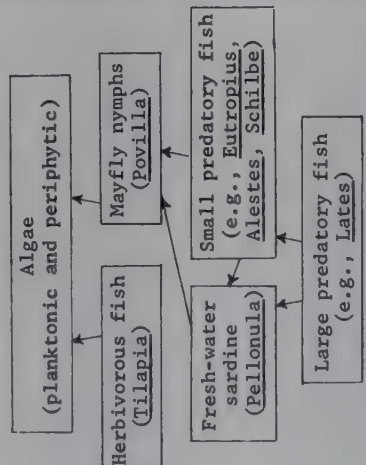 Algae
(planktonic and periphytic)
Herbivorous fish
(Tilapia)
Mayfly nymphs
(Povilla)
Fresh-water
sardine
(Pellonula)
Small predatory fish
(e.g., Eutropius,
Alestes, Schilbe)
Large predatory fish
(e.g., Lates)